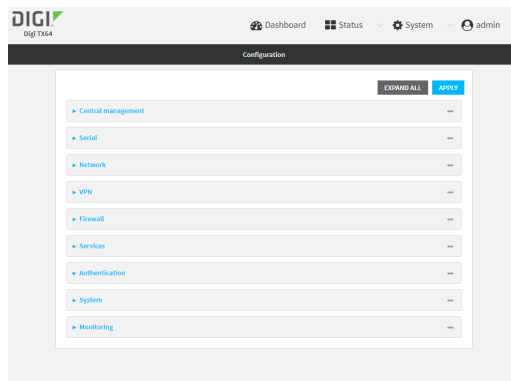 DIGI
Digi TX64
Dashboard
Status
System
admin
Configuration
EXPAND ALL
APPLY
Central management
Serial
Network
VPN
Firewall
Services
Authentication
System
Monitoring